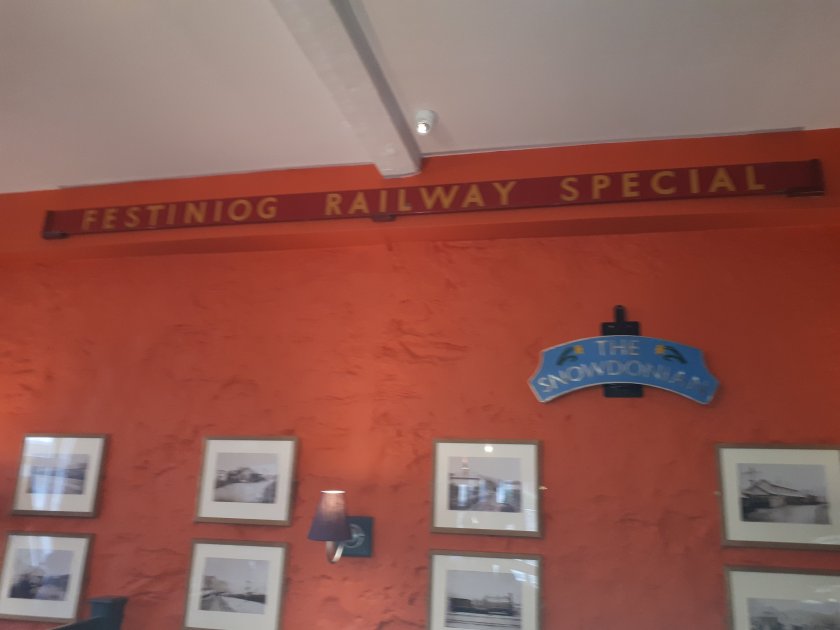 FESTINIOG RAILWAY SPECIAL
THE
SNOWDONIAN